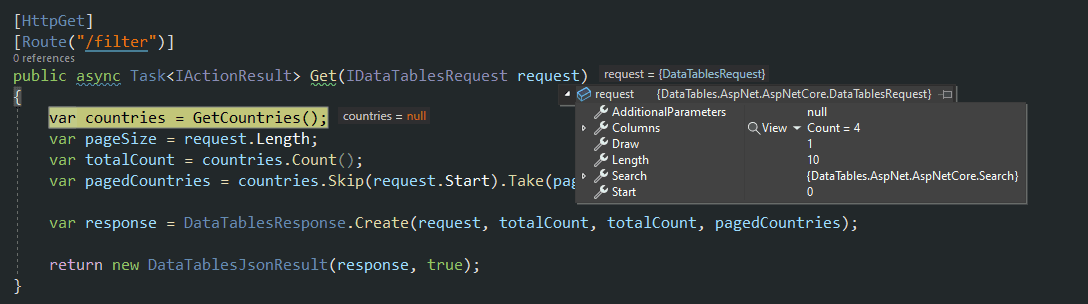 [HttpGet]
[Route("/filter")]
0 references
public async Task<IActionResult> Get(IDataTablesRequest request) request = {DataTablesRequest}
{
request {DataTables.AspNet.AspNetCore.DataTablesRequest}
var countries = GetCountries(); countries = null
AdditionalParameters null
var pageSize = request.Length;
Columns View Count = 4
Draw 1
var totalCount = countries.Count();
Length 10
var pagedCountries = countries.Skip(request.Start).Take(pag
Search {DataTables.AspNet.AspNetCore.Search}
Start 0
var response = DataTablesResponse.Create(request, totalCount, totalCount, pagedCountries);
return new DataTablesJsonResult(response, true);
}